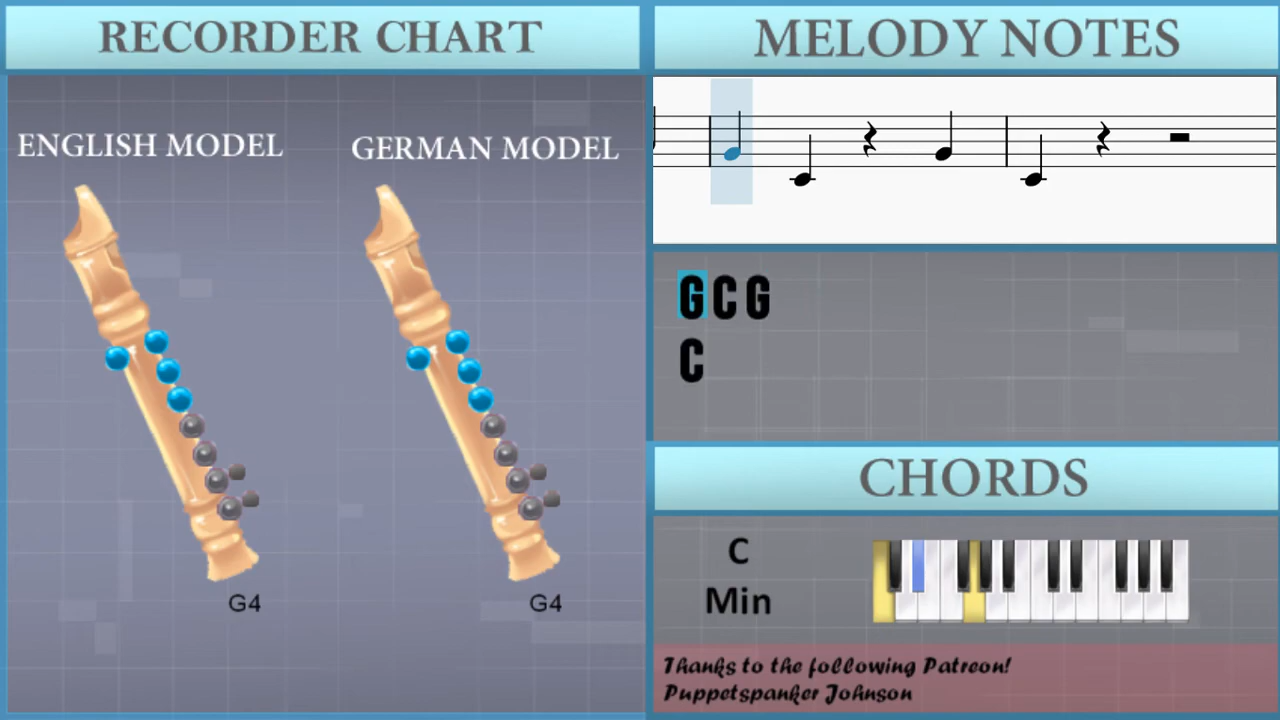 RECORDER CHART
ENGLISH MODEL
GERMAN MODEL
G4
G4
MELODY NOTES
G C G
C
CHORDS
C
Min
Thanks to the following Patreon!
Puppetspanker Johnson